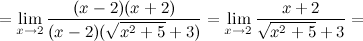 = \lim_{x \to 2} \frac{(x-2)(x+2)}{(x-2)(\sqrt{x^2+5}+3)} = \lim_{x \to 2} \frac{x+2}{\sqrt{x^2+5}+3} =